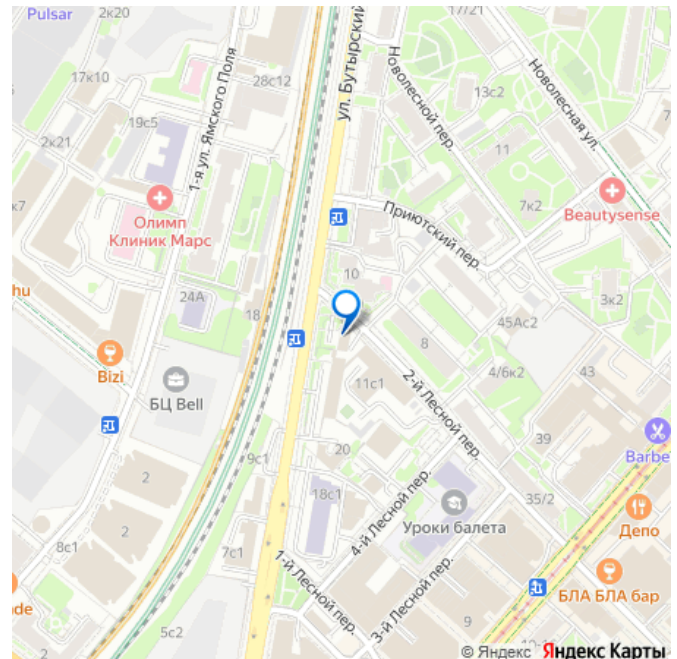 Pulsar
2к20
17/21
17к10
28с12
ул. Бутырский
Новолесной пер.
Новолесная ул.
13с2
19с5
1-я ул. Ямского Поля
2к21
11
7
к7
Олимп
Клиник Марс
7к2
Beautysense
Приютский пер.
10
hu
24А
18
3к2
45Ас2
8
Bizi
БЦ Bell
11с1
2-й Лесной пер.
4/6к2
43
Barbe
39
20
9с1
2
18с1
4-й Лесной пер.
Уроки балета
35/2
Депо
2
8с1
7с1
1-й Лесной пер.
3-й Лесной пер.
БЛА БЛА бар
de
5с2
9
© Яндекс Яндекс Карты